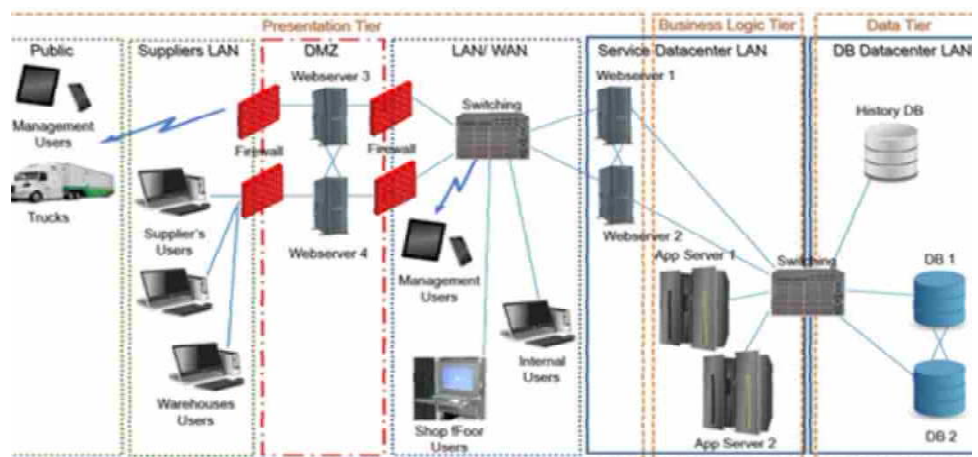 Presentation Tier
Business Logic Tier
Data Tier
Public
Suppliers LAN
DMZ
LAN/ WAN
Service Datacenter LAN
DB Datacenter LAN
Webserver 3
Webserver 1
Switching
History DB
Management
Users
Firewall
Firewall
Trucks
Supplier's
Users
Webserver 4
Webserver 2
Management
Users
App Server 1
Switching
DB 1
Warehouses
Users
Internal
Users
Shop fFoor
Users
App Server 2
DB 2